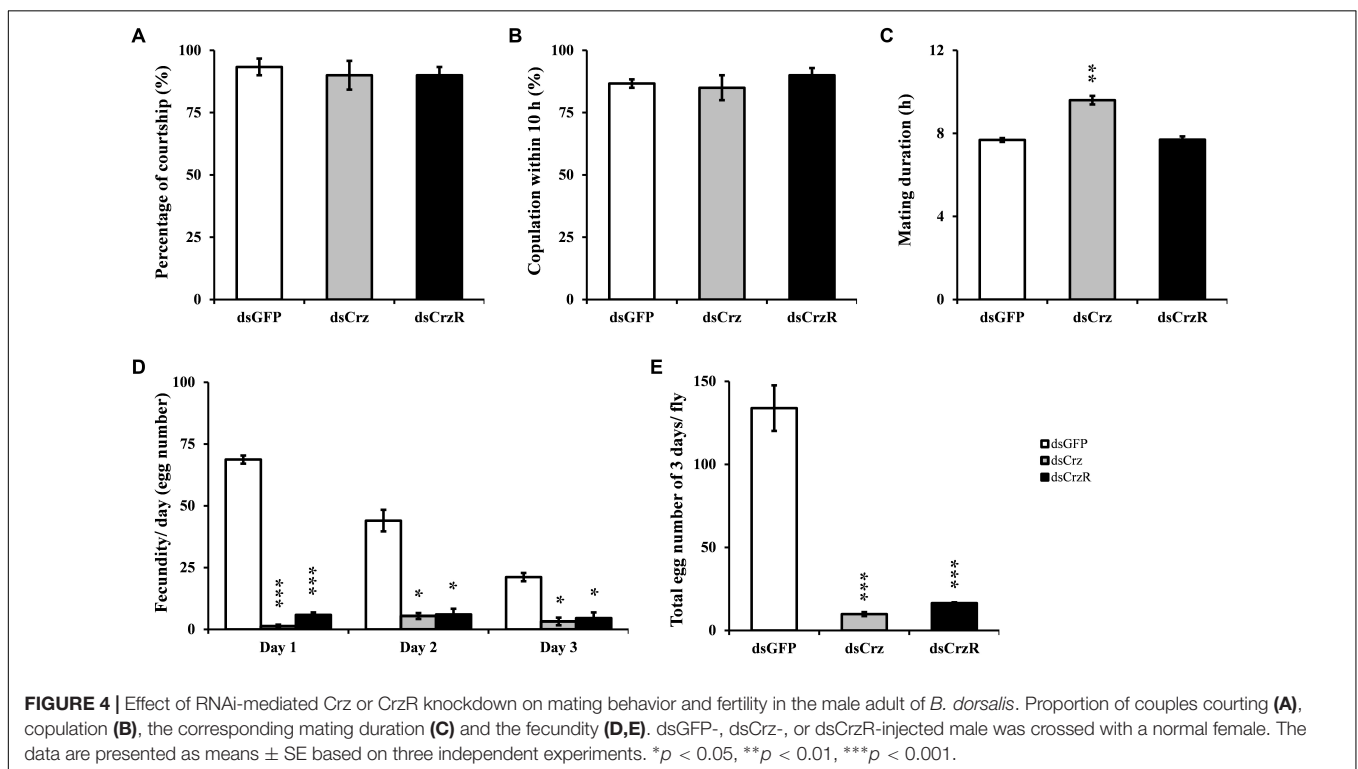 A
Percentage of courtship (%)
100
75
50
25
0
dsGFP dsCrz dsCrzR
B
Copulation within 10 h (%)
100
75
50
25
0
dsGFP dsCrz dsCrzR
C
Mating duration (h)
12
8
4
0
**
dsGFP dsCrz dsCrzR
D
Fecundity/ day (egg number)
100
75
50
25
0
*** *** * * * *
Day 1 Day 2 Day 3
E
Total egg number of 3 days/ fly
150
100
50
0
*** ***
dsGFP dsCrz dsCrzR
dsGFP
dsCrz
dsCrzR
FIGURE 4 | Effect of RNAi-mediated Crz or CrzR knockdown on mating behavior and fertility in the male adult of B. dorsalis. Proportion of couples courting (A),
copulation (B), the corresponding mating duration (C) and the fecundity (D,E). dsGFP-, dsCrz-, or dsCrzR-injected male was crossed with a normal female. The
data are presented as means ± SE based on three independent experiments. *p < 0.05, **p < 0.01, ***p < 0.001.